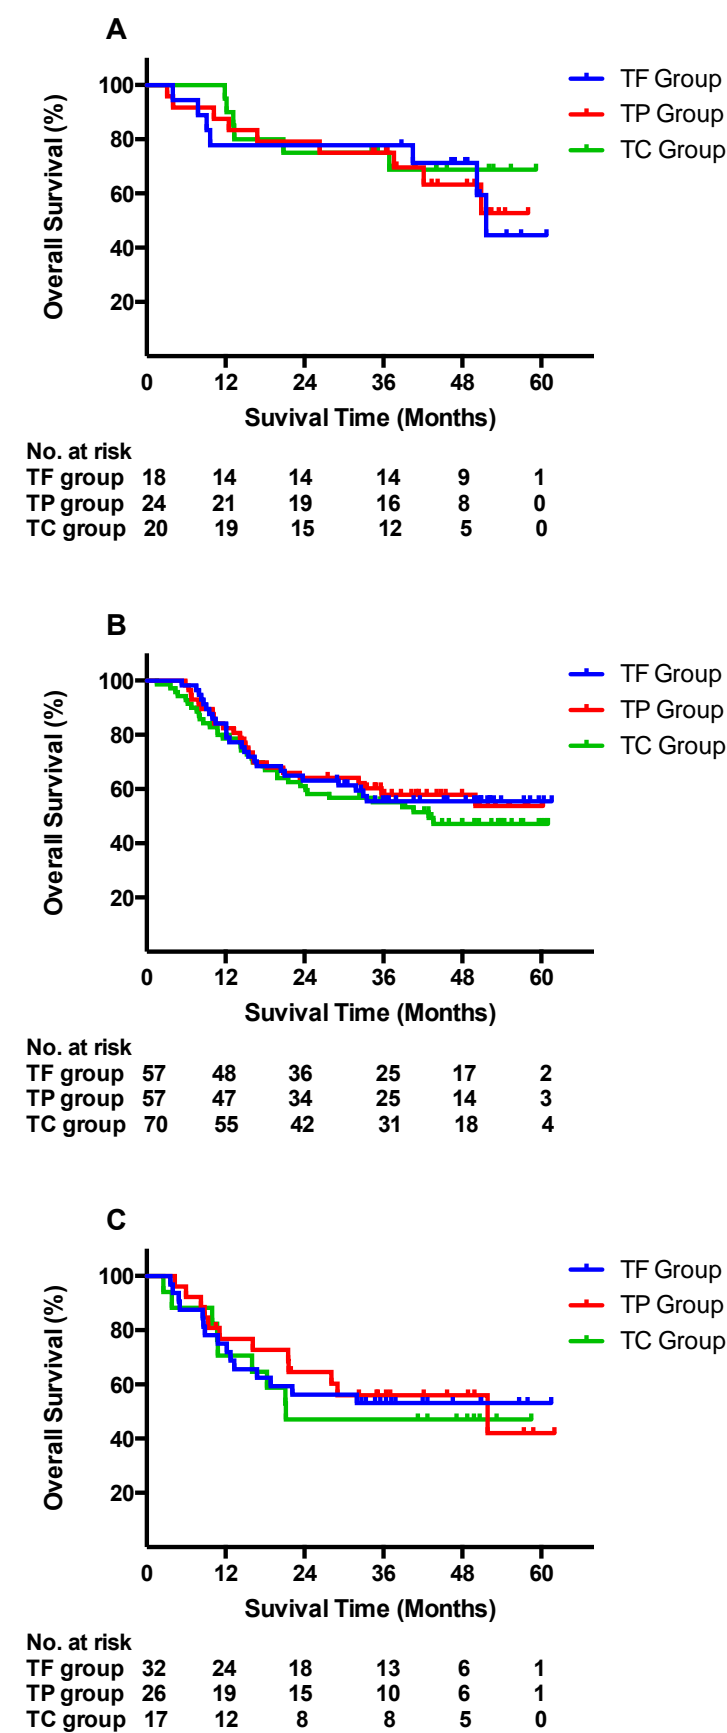 A
TF Group
TP Group
TC Group
Overall Survival (%)
100
80
60
40
20
0 12 24 36 48 60
Suvival Time (Months)
No. at risk
TF group 18 14 14 14 9 1
TP group 24 21 19 16 8 0
TC group 20 19 15 12 5 0
B
TF Group
TP Group
TC Group
Overall Survival (%)
100
80
60
40
20
0 12 24 36 48 60
Suvival Time (Months)
No. at risk
TF group 57 48 36 25 17 2
TP group 57 47 34 25 14 3
TC group 70 55 42 31 18 4
C
TF Group
TP Group
TC Group
Overall Survival (%)
100
80
60
40
20
0 12 24 36 48 60
Suvival Time (Months)
No. at risk
TF group 32 24 18 13 6 1
TP group 26 19 15 10 6 1
TC group 17 12 8 8 5 0